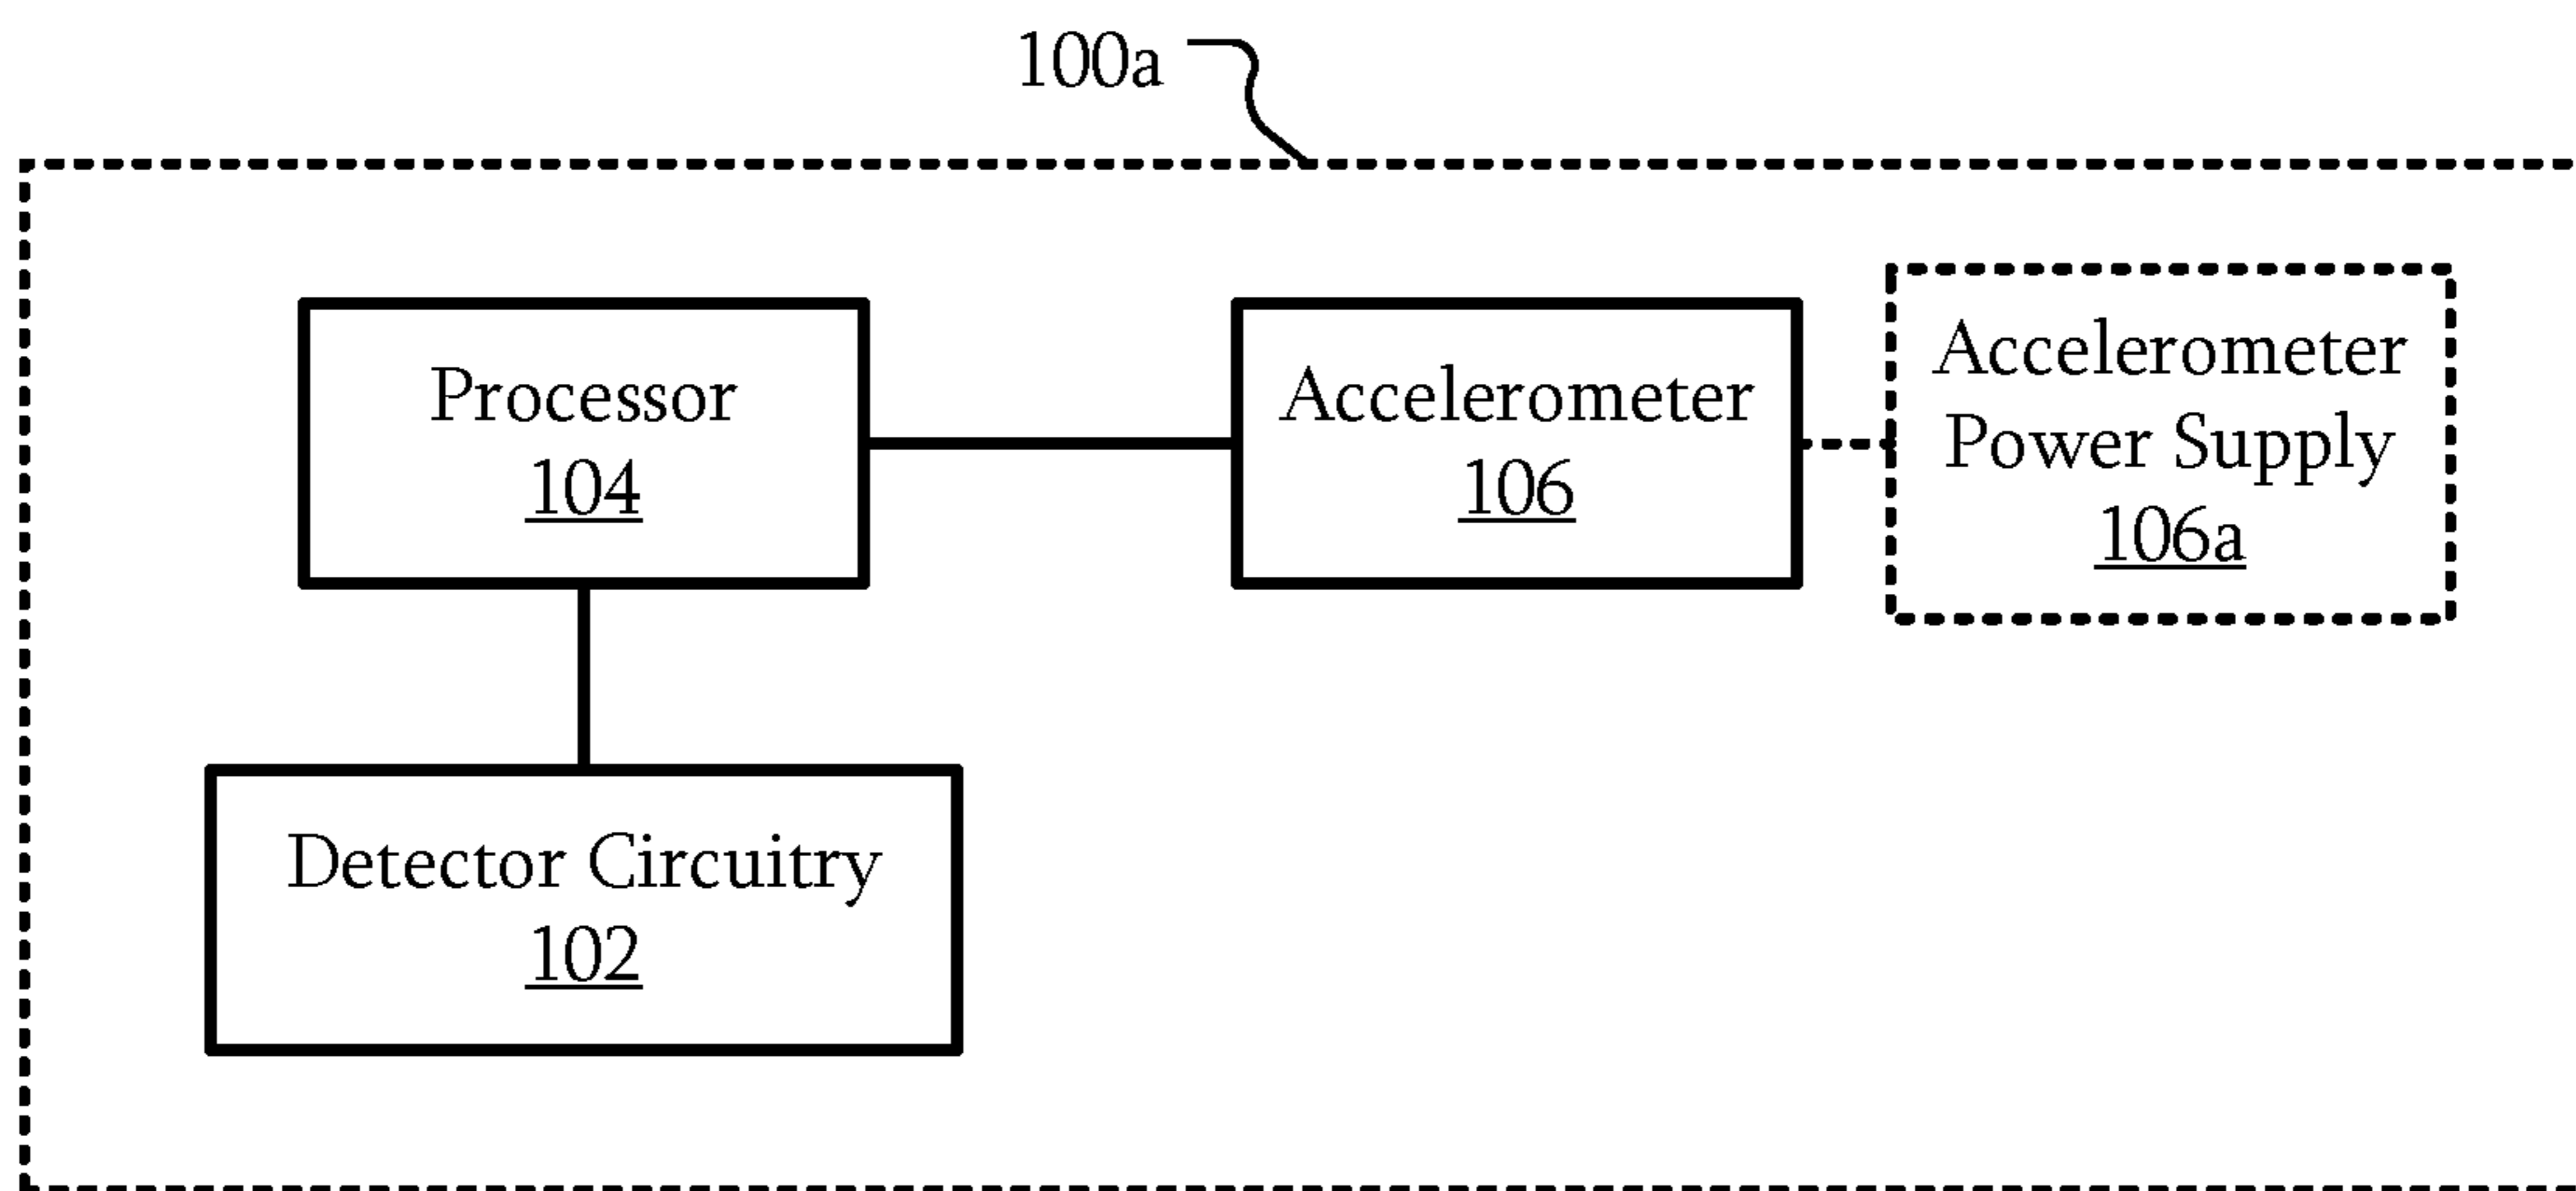 100a
Processor
104
Accelerometer
106
Accelerometer
Power Supply
106a
Detector Circuitry
102